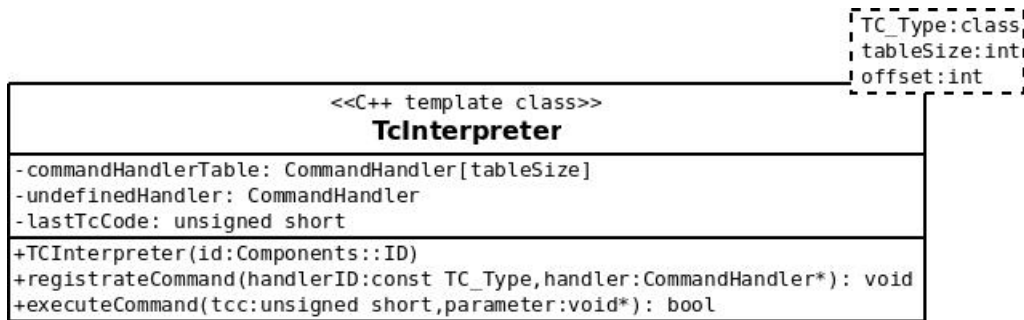 TC_Type:class
tableSize:int
offset:int
<<C++ template class>>
TcInterpreter
-commandHandlerTable: CommandHandler[tableSize]
-undefinedHandler: CommandHandler
-lastTcCode: unsigned short
+TCInterpreter(id:Components::ID)
+registrateCommand(handlerID:const TC_Type,handler:CommandHandler*): void
+executeCommand(tcc:unsigned short,parameter:void*): bool